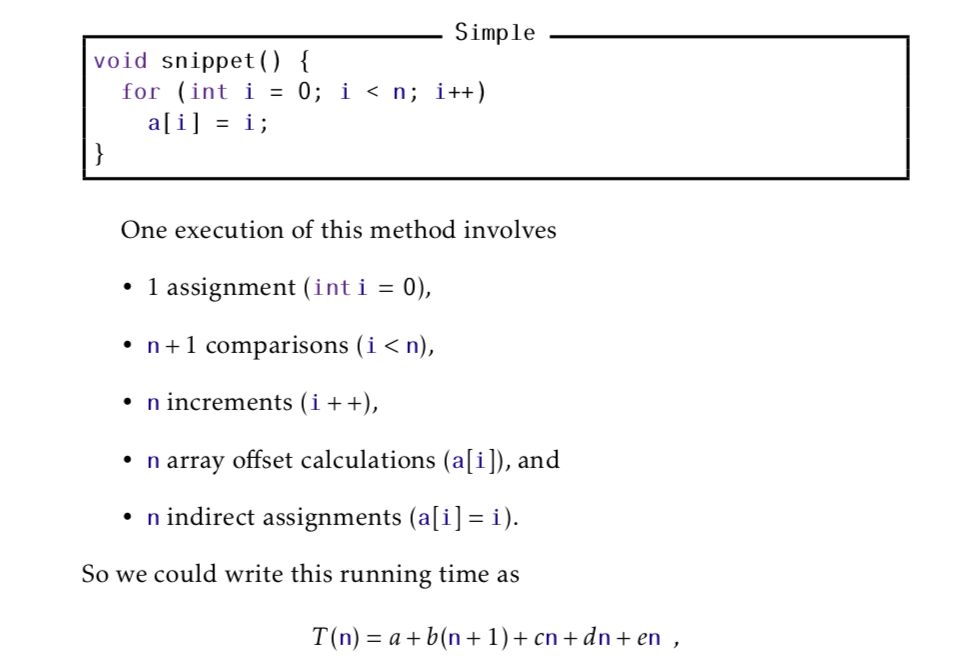 Simple
void snippet() {
for (int i = 0; i < n; i++)
a[i] = i;
}
One execution of this method involves
• 1 assignment (int i = 0),
• n + 1 comparisons (i < n),
• n increments (i + +),
• n array offset calculations (a[i]), and
• n indirect assignments (a[i] = i).
So we could write this running time as
T(n) = a + b(n + 1) + cn + dn + en ,